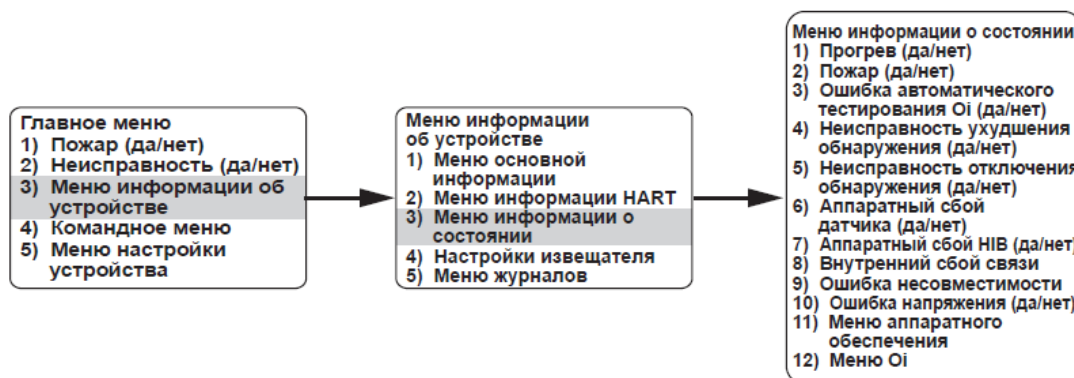 Главное меню
1) Пожар (да/нет)
2) Неисправность (да/нет)
3) Меню информации об
устройстве
4) Командное меню
5) Меню настройки
устройства
Меню информации
об устройстве
1) Меню основной
информации
2) Меню информации HART
3) Меню информации о
состоянии
4) Настройки извещателя
5) Меню журналов
Меню информации о состоянии
1) Прогрев (да/нет)
2) Пожар (да/нет)
3) Ошибка автоматического
тестирования Oi (да/нет)
4) Неисправность ухудшения
обнаружения (да/нет)
5) Неисправность отключения
обнаружения (да/нет)
6) Аппаратный сбой
датчика (да/нет)
7) Аппаратный сбой HIB (да/нет)
8) Внутренний сбой связи
9) Ошибка несовместимости
10) Ошибка напряжения (да/нет)
11) Меню аппаратного
обеспечения
12) Меню Oi